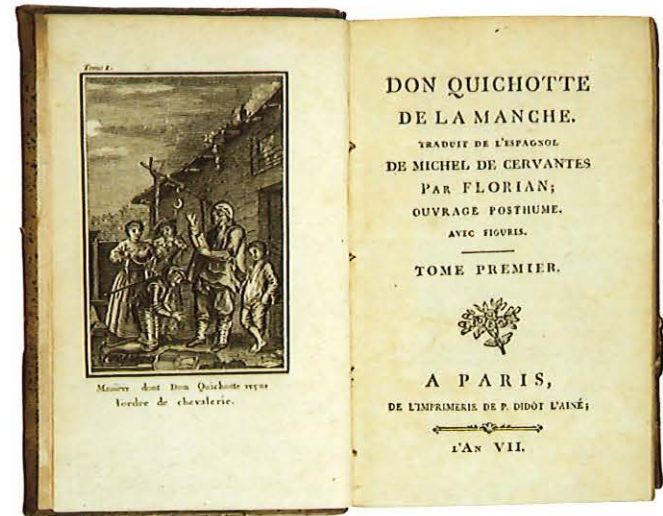 Tome I.
Manière dont Don Quichotte reçut
l'ordre de chevalerie.
DON QUICHOTTE
DE LA MANCHE.
TRADUIT DE L'ESPAGNOL
DE MICHEL DE CERVANTES
PAR FLORIAN;
OUVRAGE POSTHUME.
AVEC FIGURES.
TOME PREMIER.
A PARIS,
DE L'IMPRIMERIE DE P. DIDOT L'AINÉ;
L'AN VII.